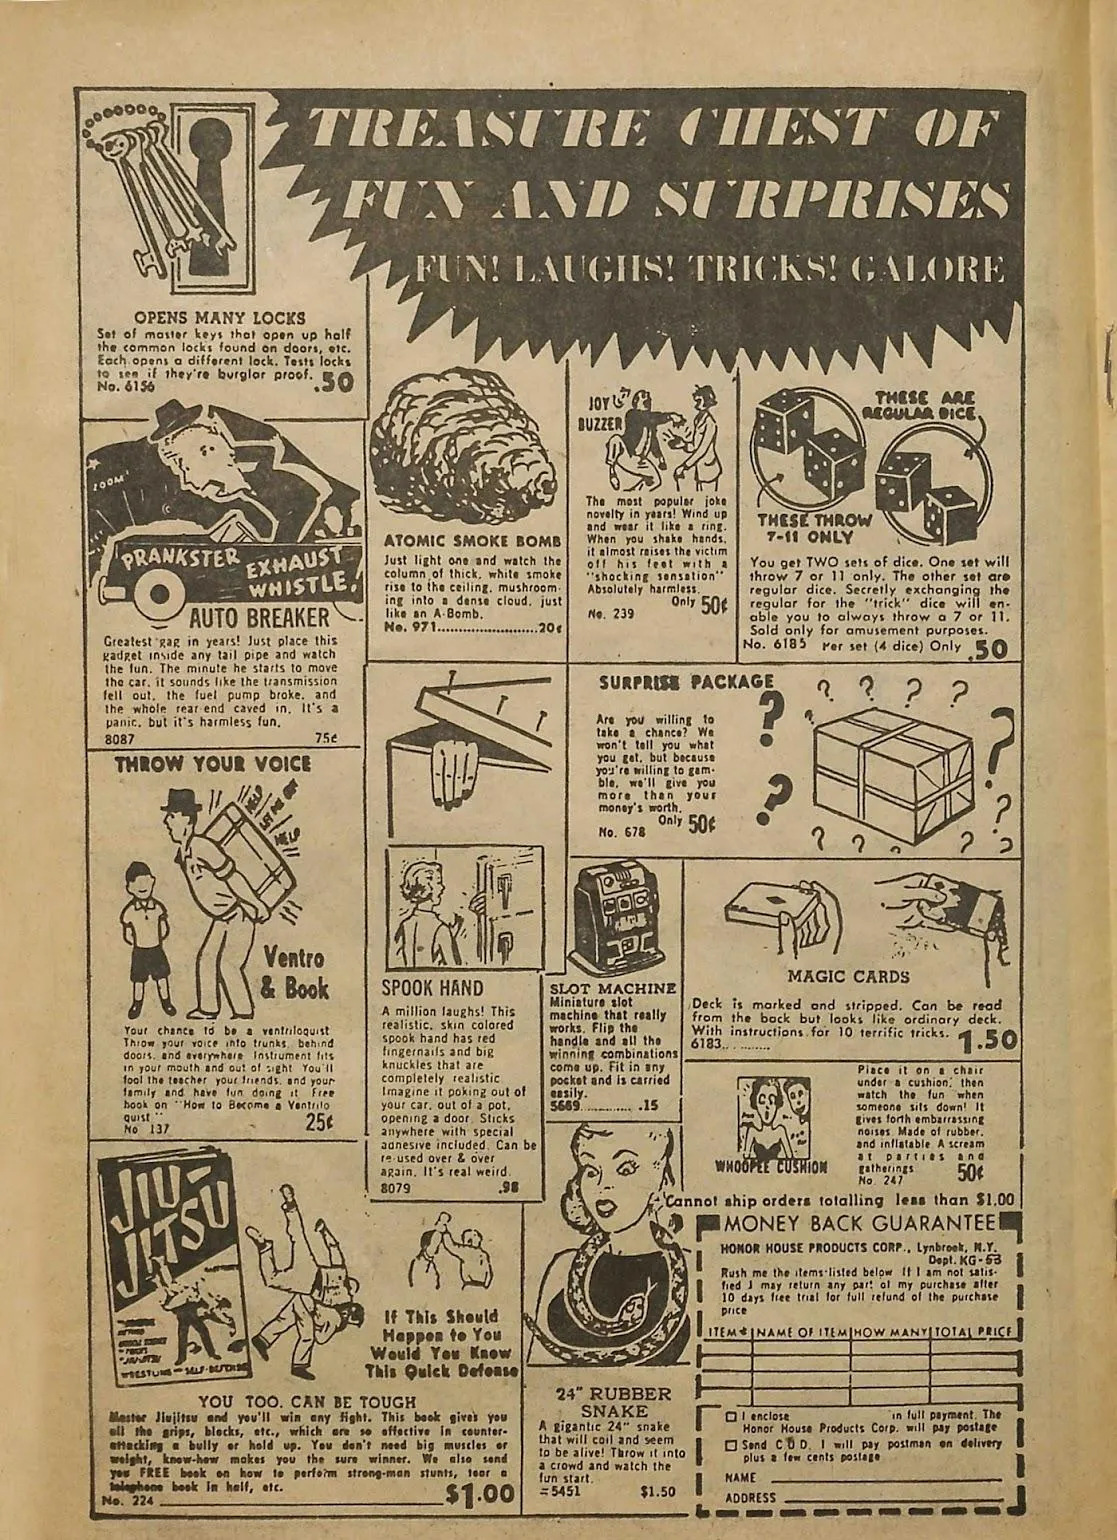 TREASURE CHEST OF
FUN AND SURPRISES
FUN! LAUGHS! TRICKS! GALORE
OPENS MANY LOCKS
Set of master keys that open up half
the common locks found on doors, etc.
Each opens a different lock. Tests locks
to see if they're burglar proof.
No. 6156 .50
ZOOM
PRANKSTER EXHAUST
WHISTLE!
AUTO BREAKER
Greatest gag in years! Just place this
gadget inside any tail pipe and watch
the fun. The minute he starts to move
the car, it sounds like the transmission
fell out, the fuel pump broke, and
the whole rear end caved in. It's a
panic, but it's harmless fun.
8087 75¢
ATOMIC SMOKE BOMB
Just light one and watch the
column of thick, white smoke
rise to the ceiling, mushroom-
ing into a dense cloud, just
like an A-Bomb.
No. 971.......................20¢
JOY
BUZZER
The most popular joke
novelty in years! Wind up
and wear it like a ring.
When you shake hands,
it almost raises the victim
off his feet with a
"shocking sensation"
Absolutely harmless.
Only 50¢
No. 239
THESE ARE
REGULAR DICE
THESE THROW
7-11 ONLY
You get TWO sets of dice. One set will
throw 7 or 11 only. The other set are
regular dice. Secretly exchanging the
regular for the "trick" dice will en-
able you to always throw a 7 or 11.
Sold only for amusement purposes.
No. 6185 Per set (4 dice) Only .50
THROW YOUR VOICE
HELP
LET ME OUT
HELP
Ventro
& Book
Your chance to be a ventriloquist
Throw your voice into trunks, behind
doors, and everywhere Instrument fits
in your mouth and out of sight You'll
fool the teacher your friends, and your
family and have fun doing it Free
book on "How to Become a Ventrilo
quist."
No 137 25¢
SPOOK HAND
A million laughs! This
realistic, skin colored
spook hand has red
fingernails and big
knuckles that are
completely realistic
Imagine it poking out of
your car, out of a pot,
opening a door. Sticks
anywhere with special
adnesive included. Can be
re-used over & over
again. It's real weird.
8079 .98
SURPRISE PACKAGE
Are you willing to
take a chance? We
won't tell you what
you get, but because
you're willing to gam-
ble, we'll give you
more than your
money's worth.
Only 50¢
No. 678
SLOT MACHINE
Miniature slot
machine that really
works. Flip the
handle and all the
winning combinations
come up. Fit in any
pocket and is carried
easily.
5669............... .15
MAGIC CARDS
Deck is marked and stripped. Can be read
from the back but looks like ordinary deck.
With instructions for 10 terrific tricks.
6183............ 1.50
WHOOPEE CUSHION
Place it on a chair
under a cushion, then
watch the fun when
someone sits down! It
gives forth embarrassing
noises Made of rubber,
and inflatable A scream
at parties and
gatherings 50¢
No. 247
Cannot ship orders totalling less than $1.00
JIU-
JITSU
WRESTLING — SELF-DEFENSE
If This Should
Happen to You
Would You Know
This Quick Defense
YOU TOO. CAN BE TOUGH
Master Jiujitsu and you'll win any fight. This book gives you
all the grips, blocks, etc., which are so effective in counter-
attacking a bully or hold up. You don't need big muscles or
weight, know-how makes you the sure winner. We also send
you FREE book on how to perform strong-man stunts, tear a
telephone book in half, etc.
No. 224 $1.00
24" RUBBER
SNAKE
A gigantic 24" snake
that will coil and seem
to be alive! Throw it into
a crowd and watch the
fun start.
=5451 $1.50
MONEY BACK GUARANTEE
HONOR HOUSE PRODUCTS CORP., Lynbrook, N.Y.
Dept. KG-53
Rush me the items listed below If I am not satis-
fied I may return any part of my purchase after
10 days free trial for full refund of the purchase
price
ITEM# NAME OF ITEM HOW MANY TOTAL PRICE
I enclose in full payment. The
Honor House Products Corp. will pay postage
Send C.O.D. I will pay postman on delivery
plus a few cents postage
NAME
ADDRESS